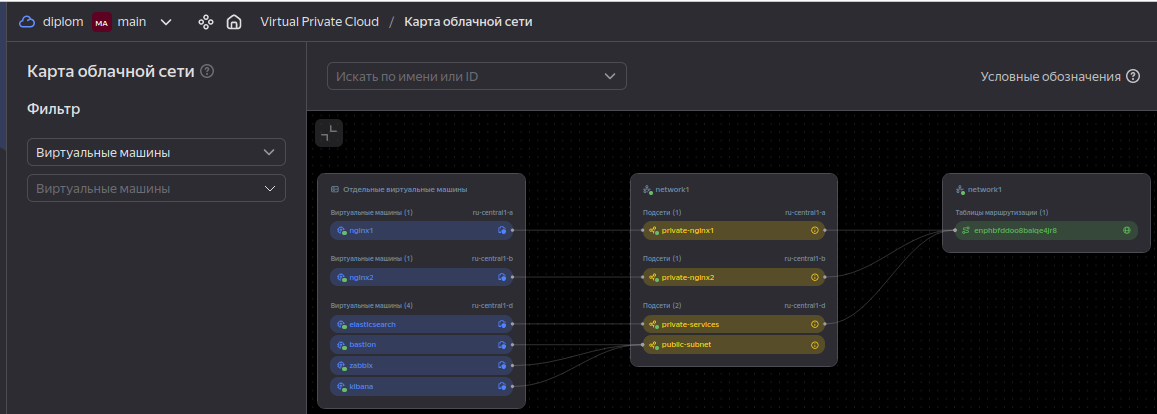 diplom MA main Virtual Private Cloud / Карта облачной сети
Карта облачной сети
Фильтр
Виртуальные машины
Виртуальные машины
Искать по имени или ID
Условные обозначения
Отдельные виртуальные машины
Виртуальные машины (1) ru-central1-a
nginx1
Виртуальные машины (1) ru-central1-b
nginx2
Виртуальные машины (4) ru-central1-d
elasticsearch
bastion
zabbix
kibana
network1
Подсети (1) ru-central1-a
private-nginx1
Подсети (1) ru-central1-b
private-nginx2
Подсети (2) ru-central1-d
private-services
public-subnet
network1
Таблицы маршрутизации (1)